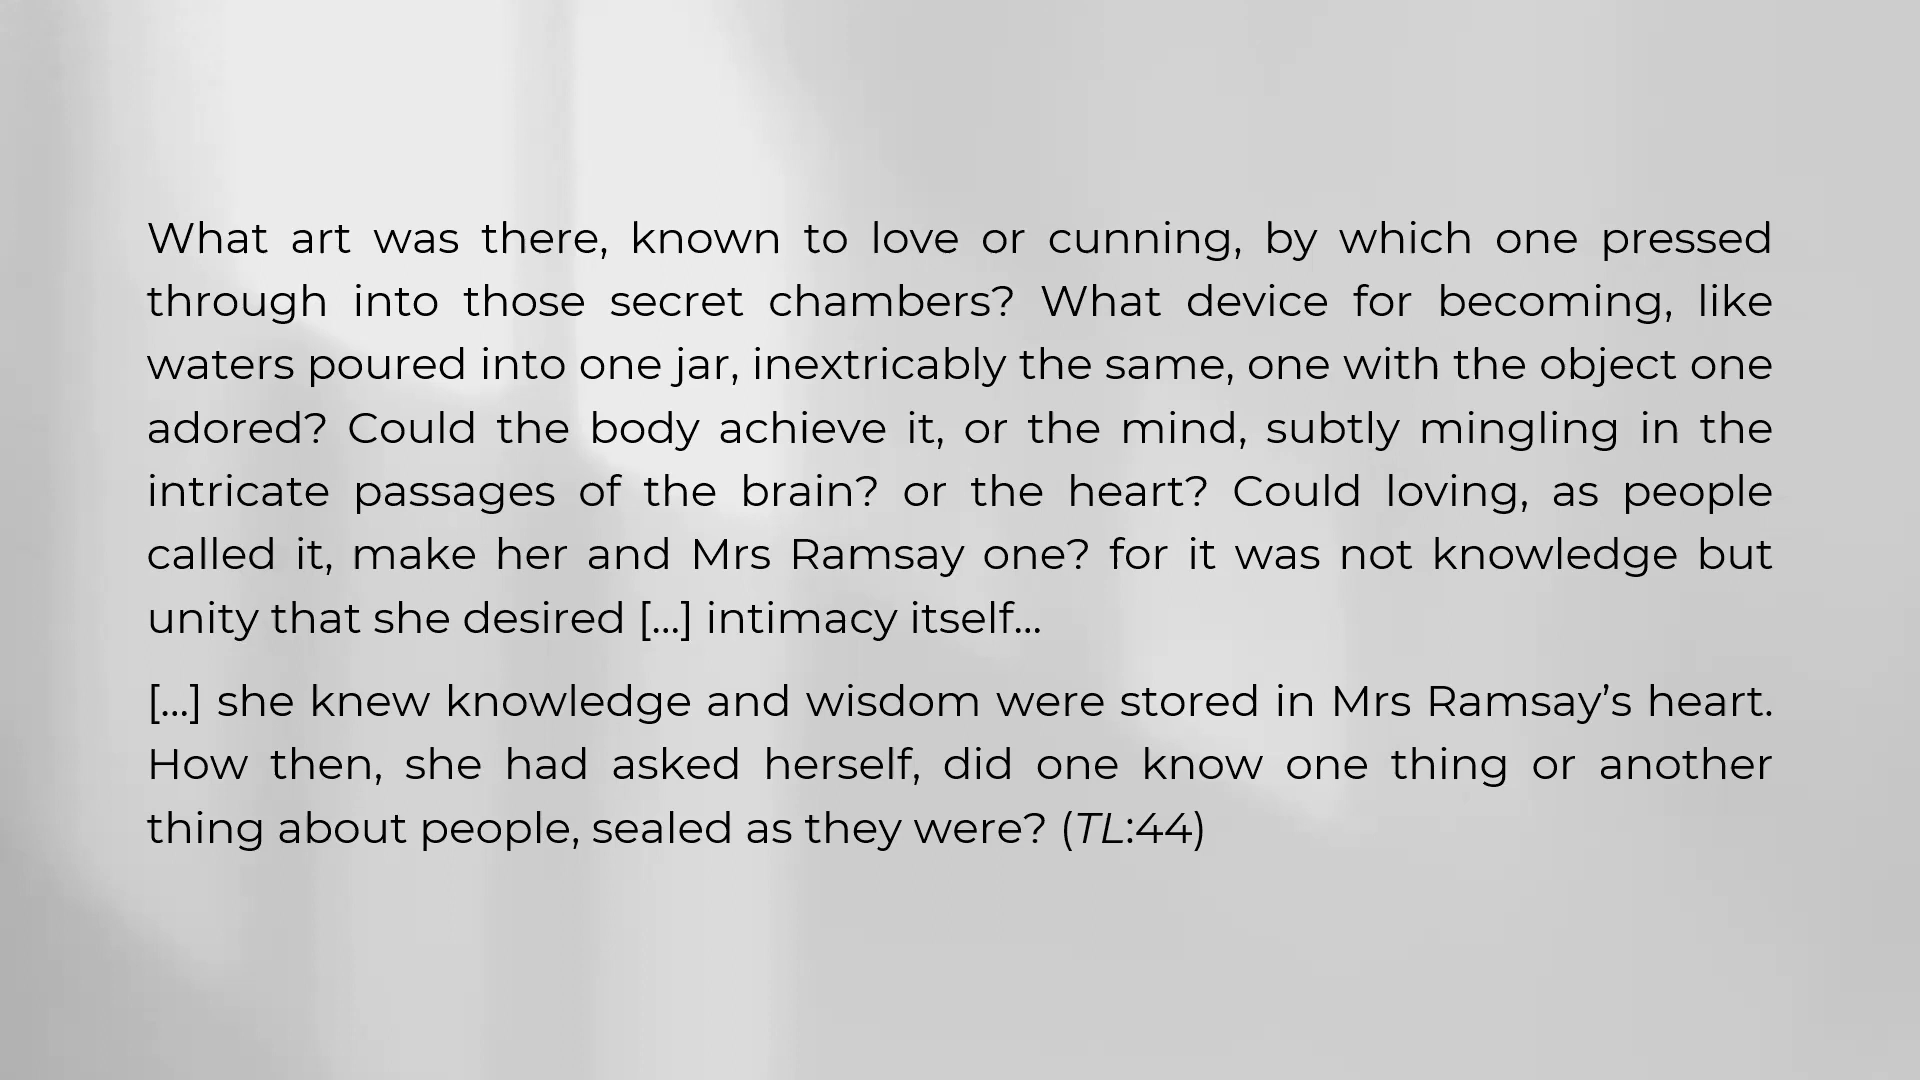 What art was there, known to love or cunning, by which one pressed
through into those secret chambers? What device for becoming, like
waters poured into one jar, inextricably the same, one with the object one
adored? Could the body achieve it, or the mind, subtly mingling in the
intricate passages of the brain? or the heart? Could loving, as people
called it, make her and Mrs Ramsay one? for it was not knowledge but
unity that she desired [...] intimacy itself...
[...] she knew knowledge and wisdom were stored in Mrs Ramsay’s heart.
How then, she had asked herself, did one know one thing or another
thing about people, sealed as they were? (TL:44)